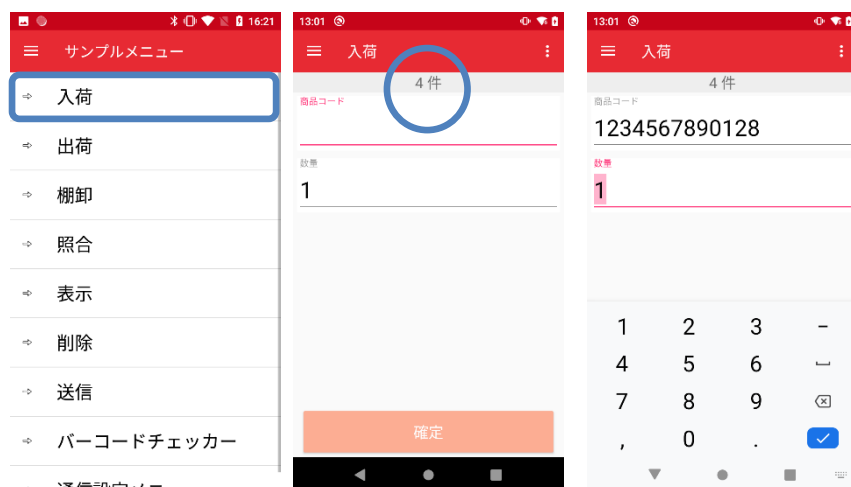 16:21
サンプルメニュー
入荷
出荷
棚卸
照合
表示
削除
送信
バーコードチェッカー
13:01
入荷
4 件
商品コード
数量
1
確定
13:01
入荷
4 件
商品コード
1234567890128
数量
1
1 2 3 -
4 5 6
7 8 9
, 0 .